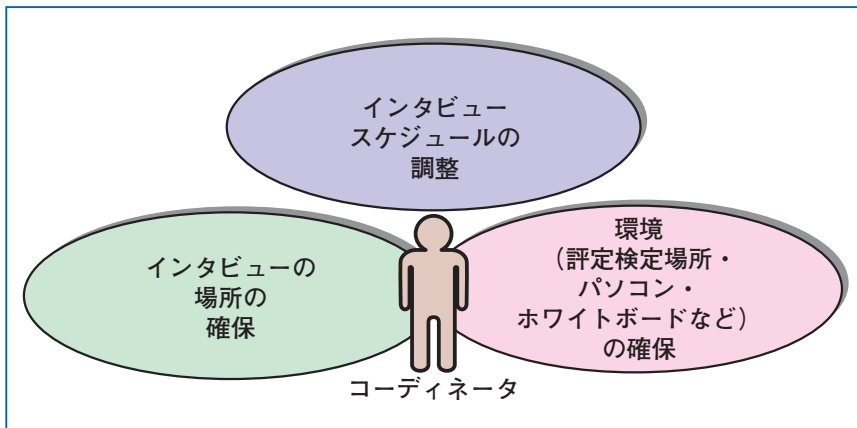 インタビュー
スケジュールの
調整
インタビューの
場所の
確保
環境
（評定検定場所・
パソコン・
ホワイトボードなど）
の確保
コーディネータ